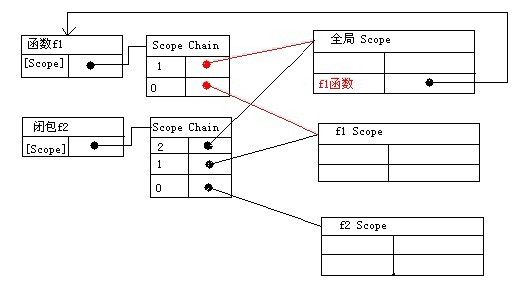 函数f1
[Scope]
Scope Chain
1
0
全局 Scope
f1函数
闭包f2
[Scope]
Scope Chain
2
1
0
f1 Scope
f2 Scope